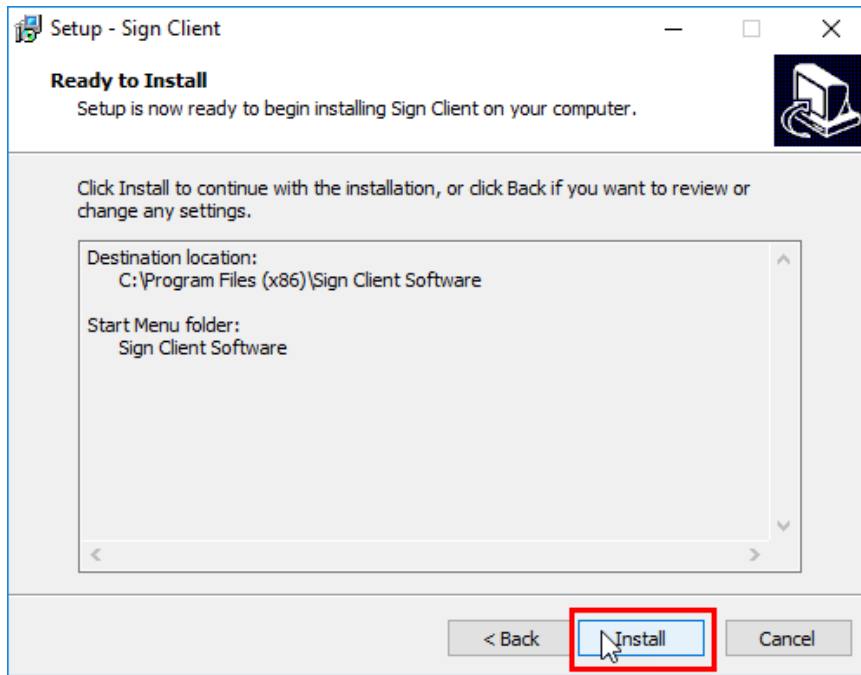 Setup - Sign Client
Ready to Install
Setup is now ready to begin installing Sign Client on your computer.
Click Install to continue with the installation, or click Back if you want to review or
change any settings.
Destination location:
C:\Program Files (x86)\Sign Client Software
Start Menu folder:
Sign Client Software
< Back
Install
Cancel